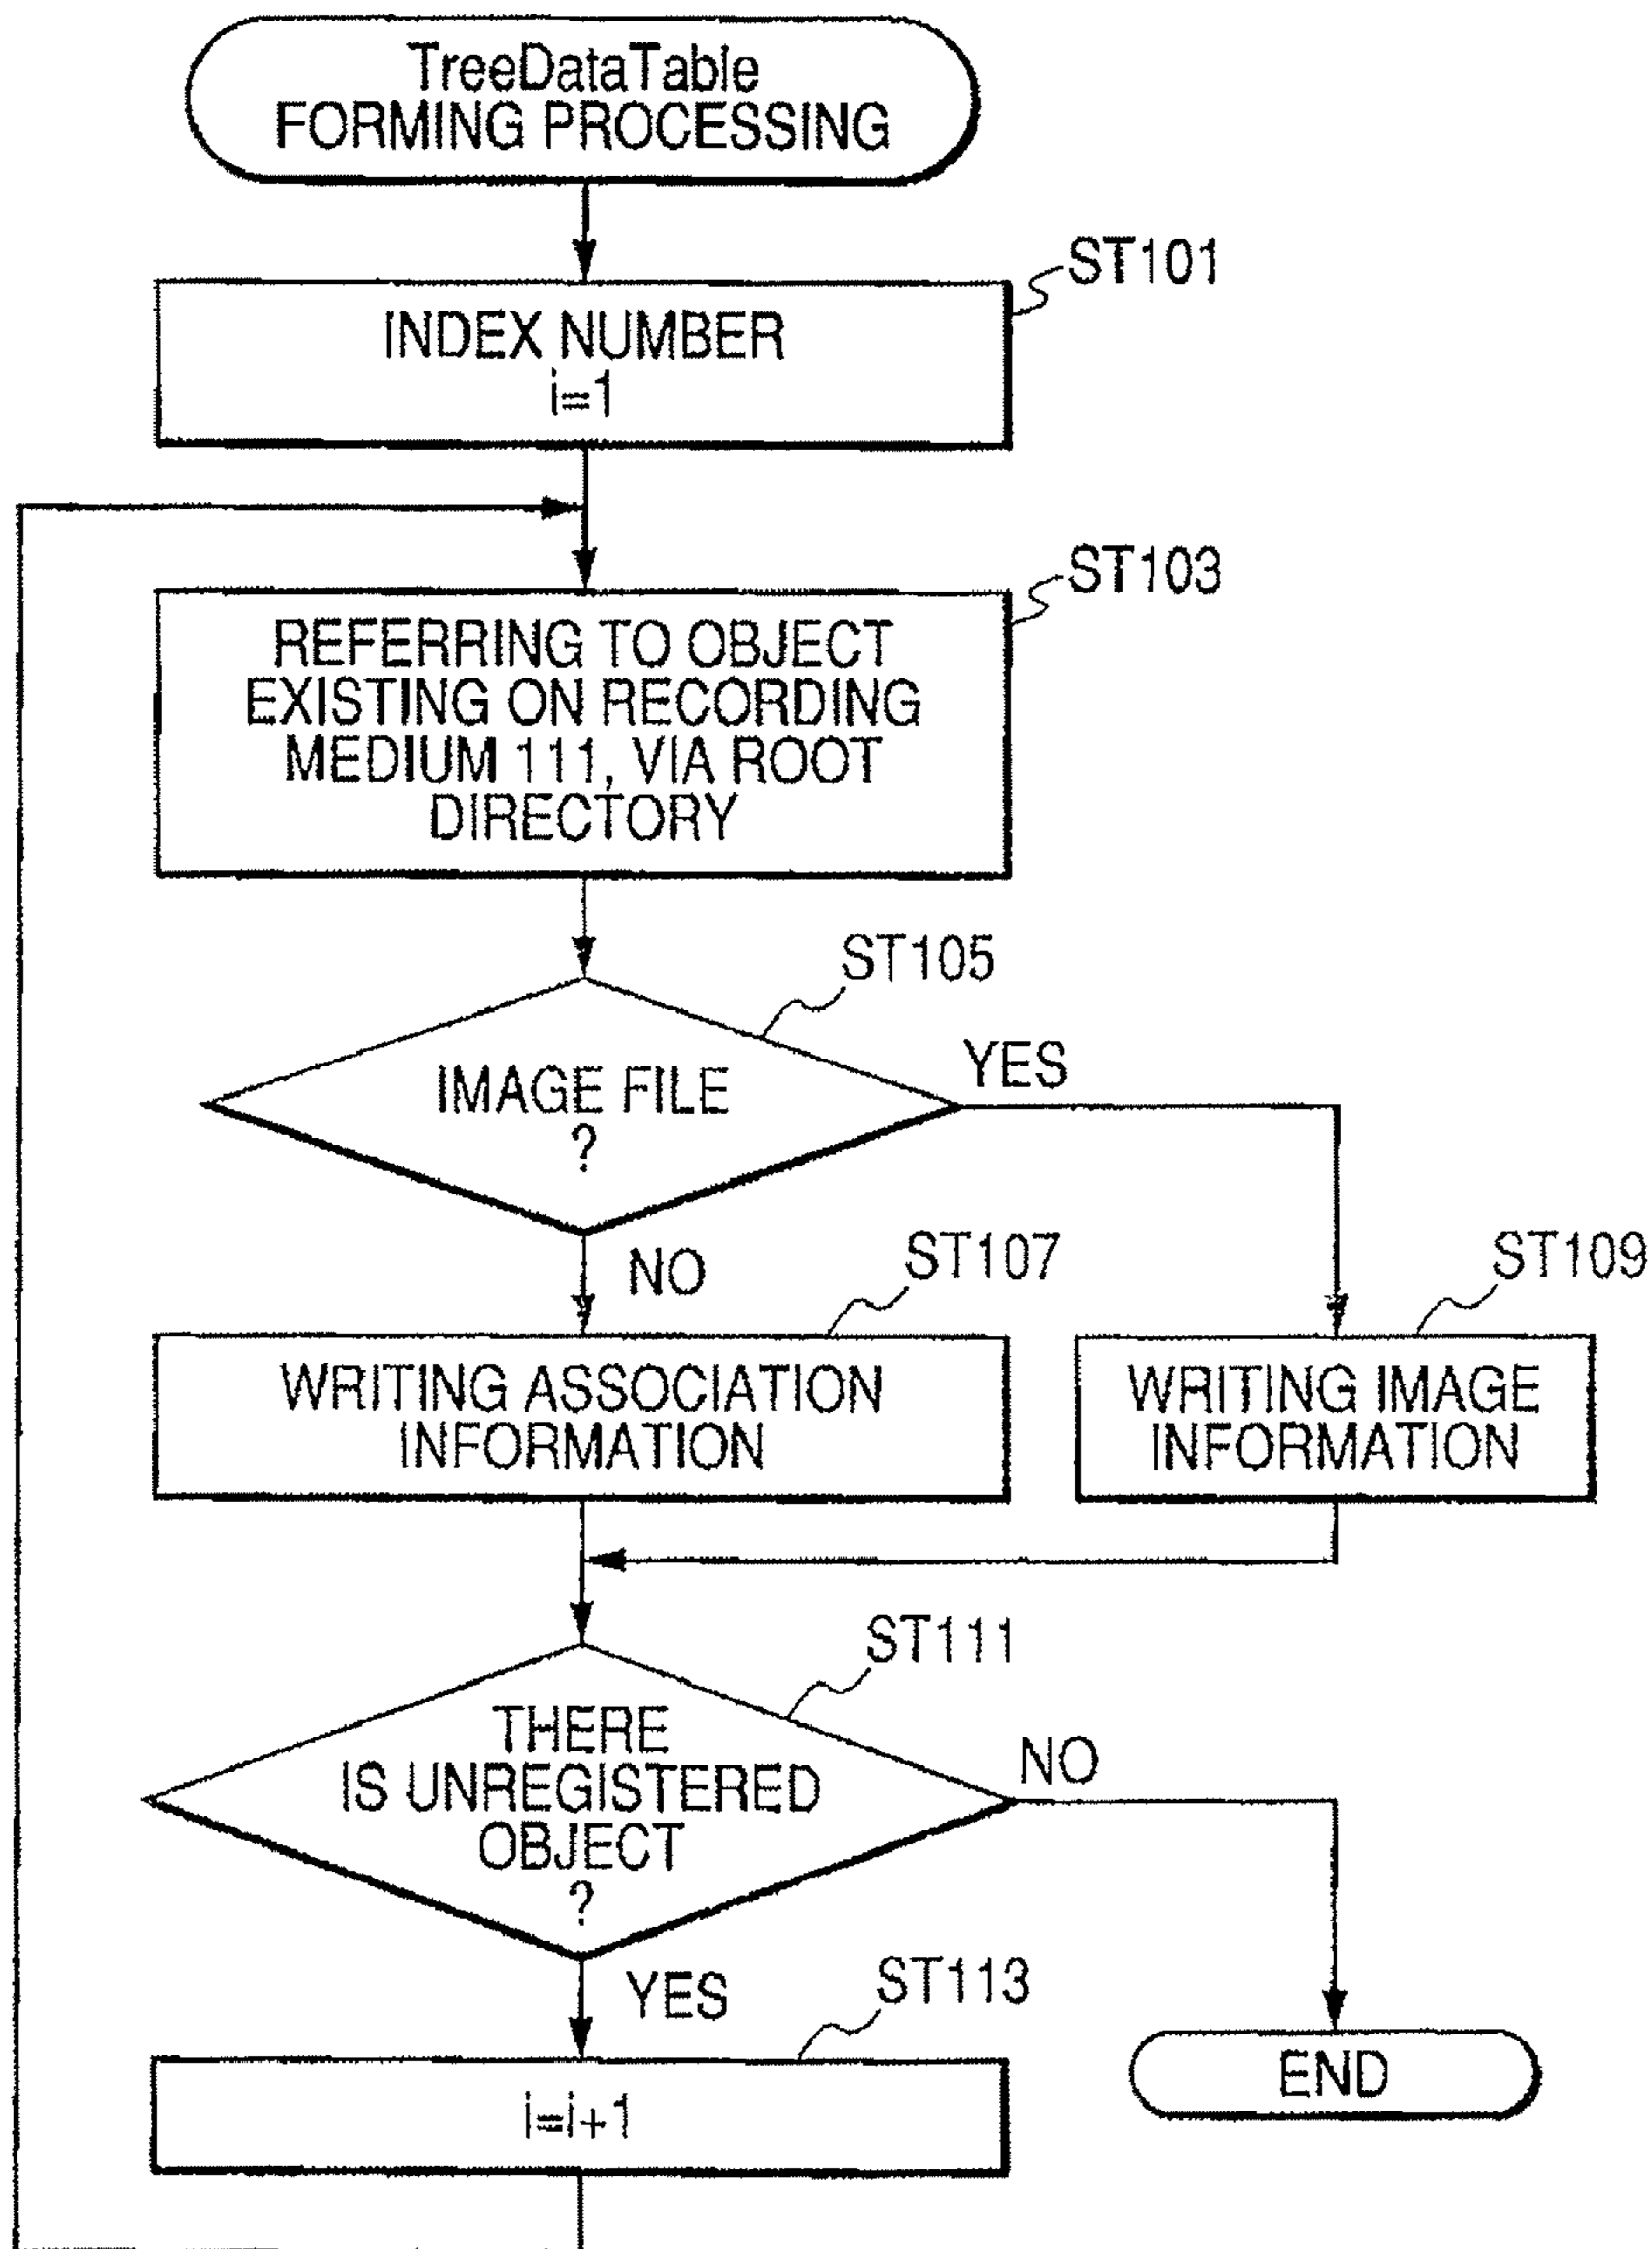 TreeDataTable
FORMING PROCESSING
ST101
INDEX NUMBER
i=1
ST103
REFERRING TO OBJECT
EXISTING ON RECORDING
MEDIUM 111, VIA ROOT
DIRECTORY
ST105
IMAGE FILE
?
YES
NO
ST107
ST109
WRITING ASSOCIATION
INFORMATION
WRITING IMAGE
INFORMATION
ST111
THERE
IS UNREGISTERED
OBJECT
?
NO
YES
ST113
i=i+1
END